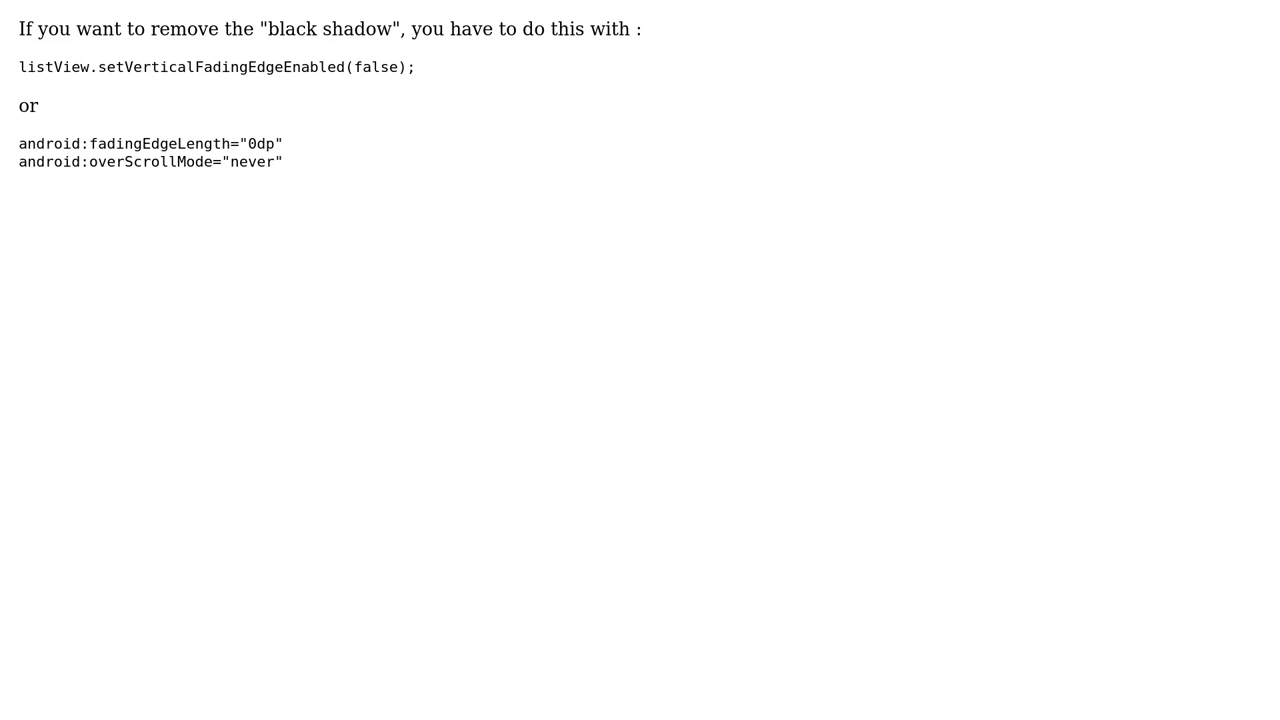 If you want to remove the "black shadow", you have to do this with :
listView.setVerticalFadingEdgeEnabled(false);
or
android:fadingEdgeLength="0dp"
android:overScrollMode="never"